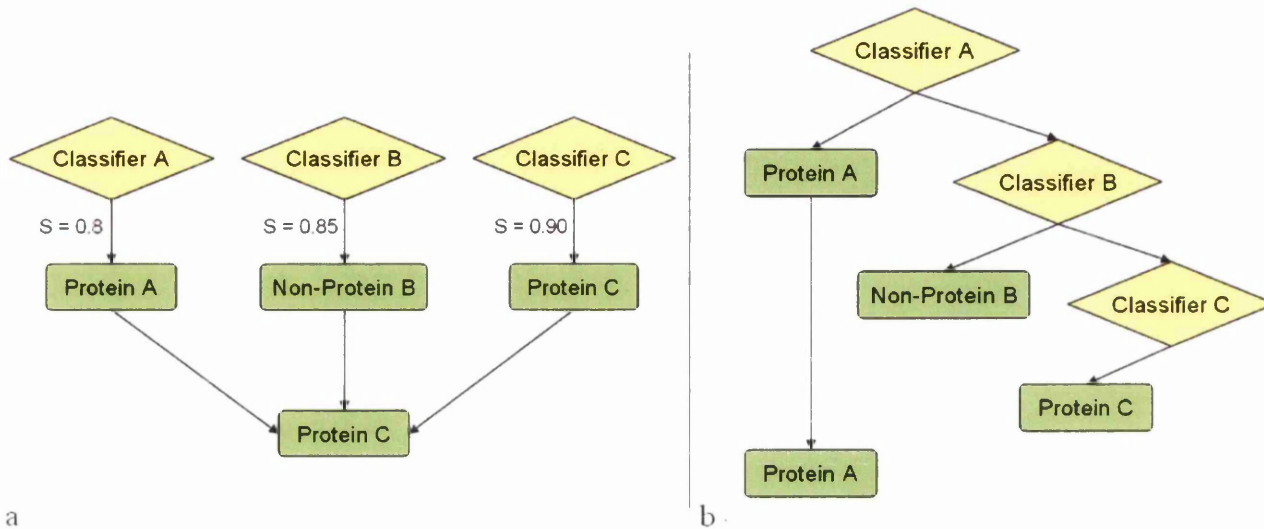 Classifier A
Classifier B
Classifier C
S = 0.8
S = 0.85
S = 0.90
Protein A
Non-Protein B
Protein C
Protein C
a
Classifier A
Protein A
Classifier B
Non-Protein B
Classifier C
Protein C
Protein A
b